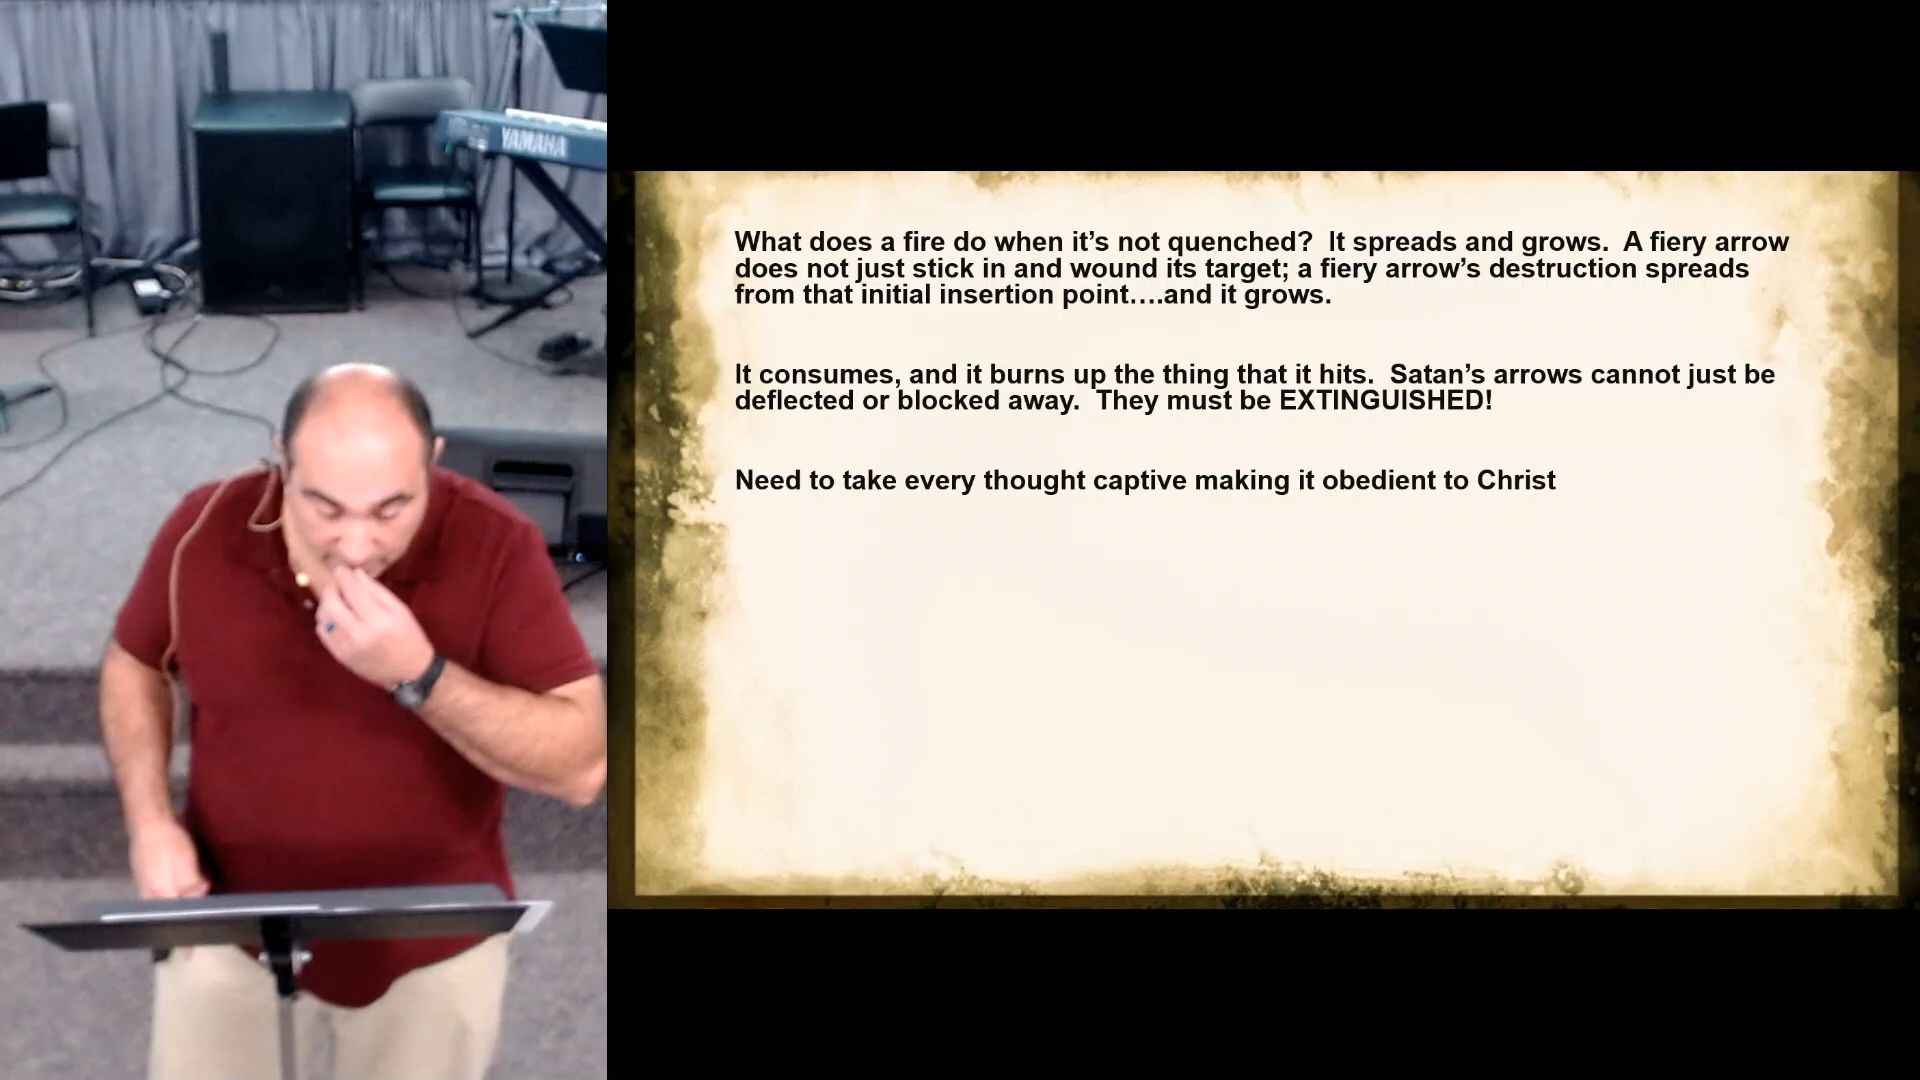 YAMAHA
What does a fire do when it’s not quenched?  It spreads and grows.  A fiery arrow
does not just stick in and wound its target; a fiery arrow’s destruction spreads
from that initial insertion point….and it grows.
It consumes, and it burns up the thing that it hits.  Satan’s arrows cannot just be
deflected or blocked away.  They must be EXTINGUISHED!
Need to take every thought captive making it obedient to Christ